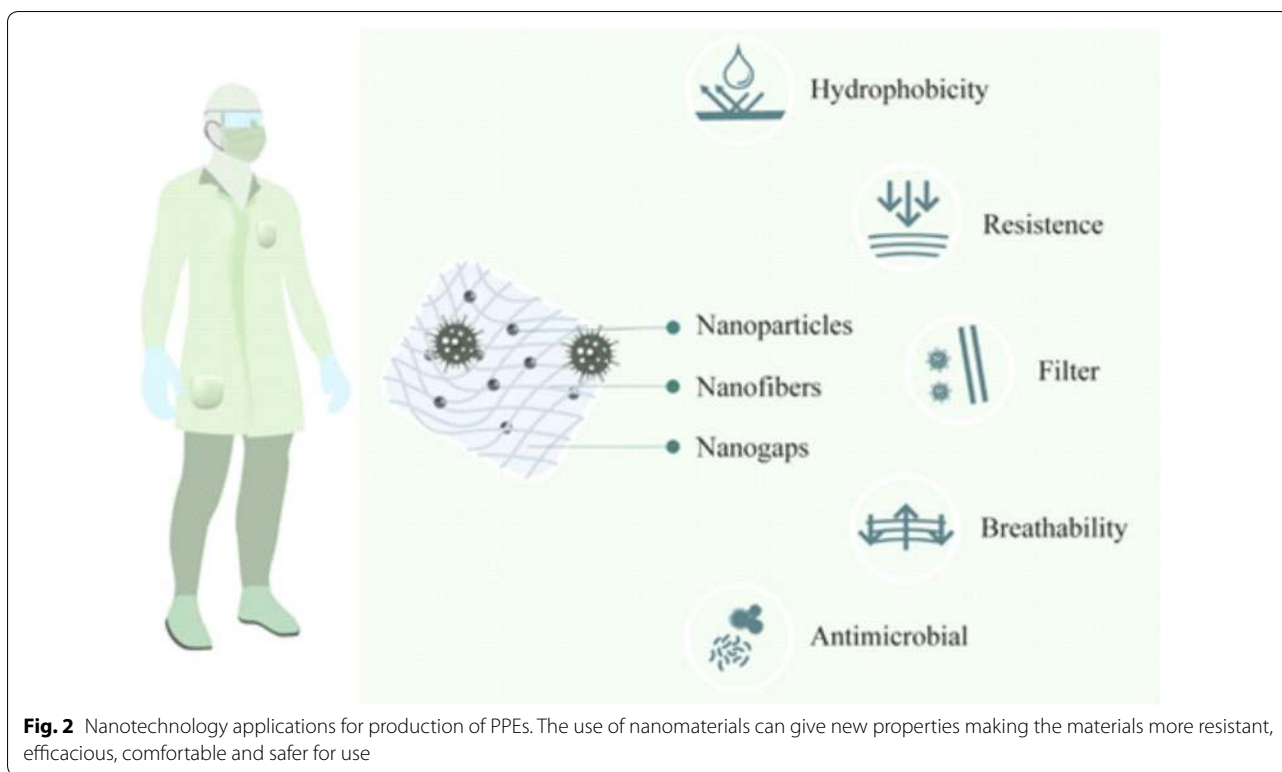 Hydrophobicity
Resistence
Nanoparticles
Nanofibers
Nanogaps
Filter
Breathability
Antimicrobial
Fig. 2 Nanotechnology applications for production of PPEs. The use of nanomaterials can give new properties making the materials more resistant,
efficacious, comfortable and safer for use